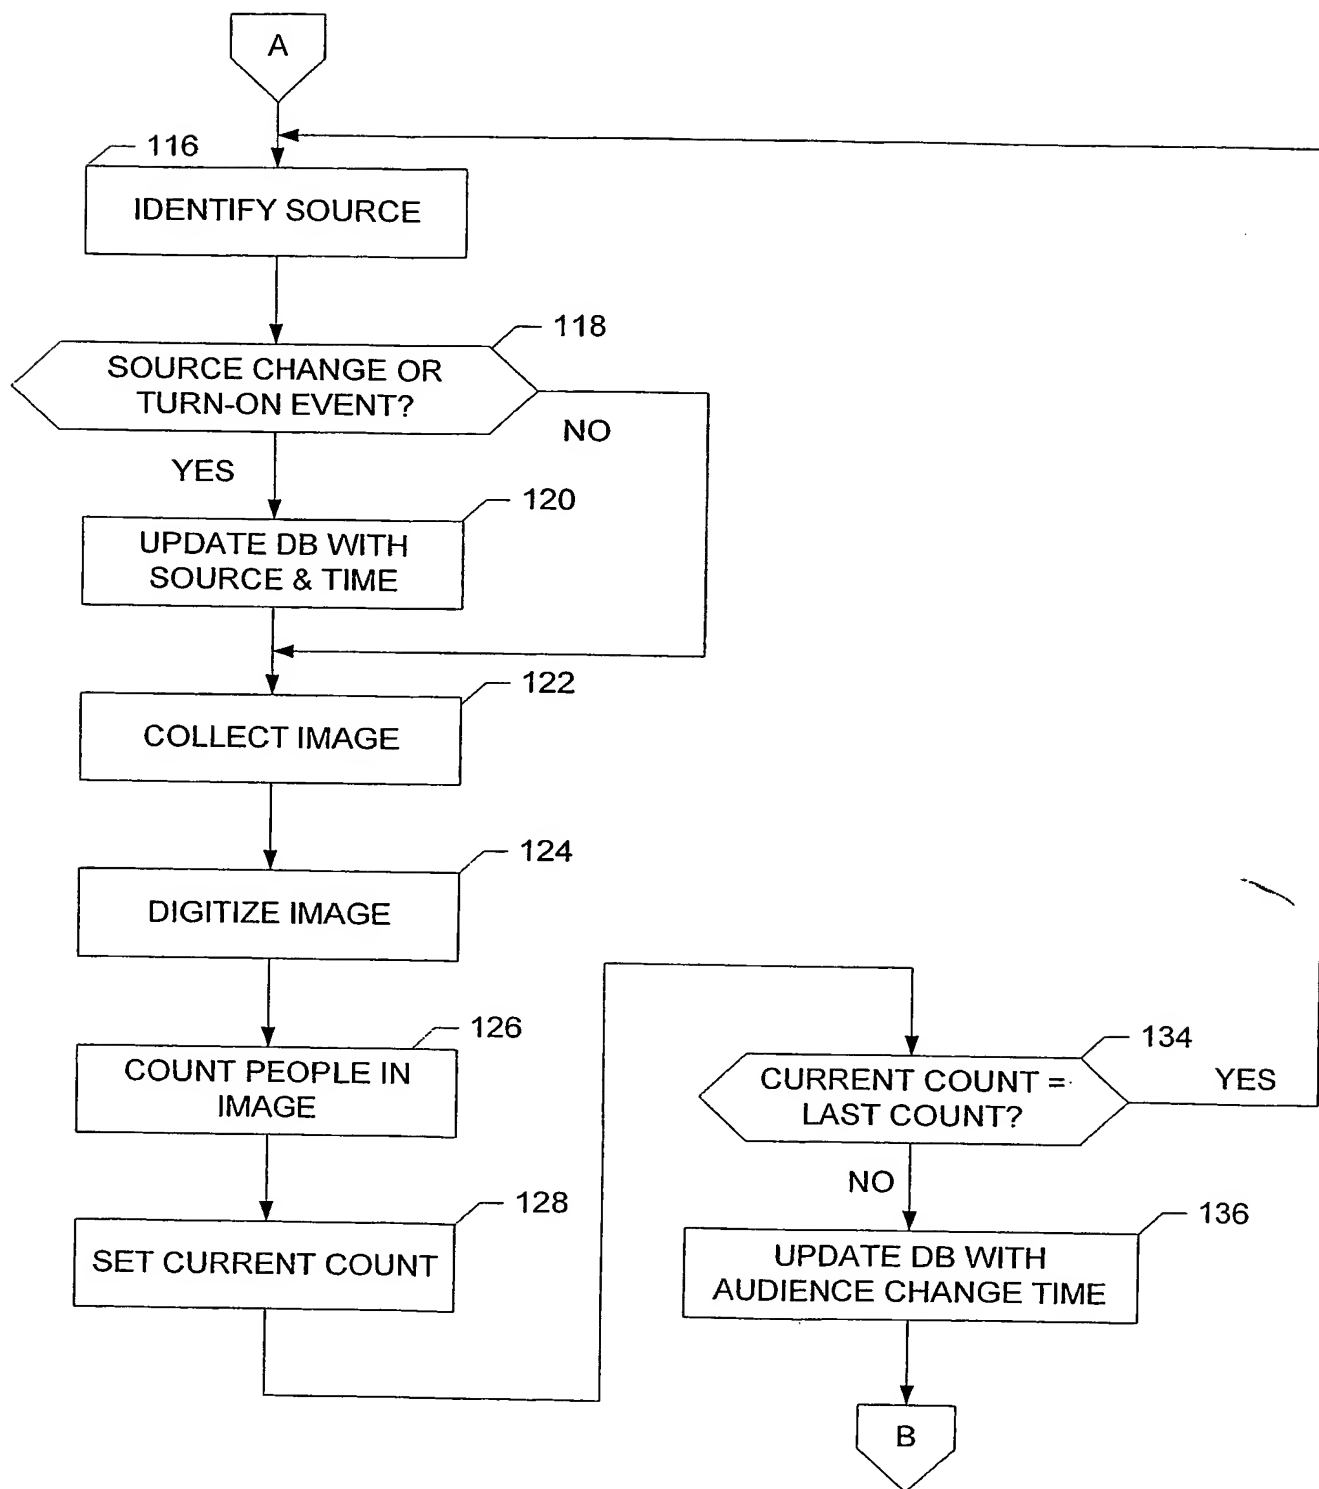 A
116
IDENTIFY SOURCE
118
SOURCE CHANGE OR
TURN-ON EVENT?
NO
YES
120
UPDATE DB WITH
SOURCE & TIME
122
COLLECT IMAGE
124
DIGITIZE IMAGE
126
COUNT PEOPLE IN
IMAGE
128
SET CURRENT COUNT
134
CURRENT COUNT =
LAST COUNT?
YES
NO
136
UPDATE DB WITH
AUDIENCE CHANGE TIME
B